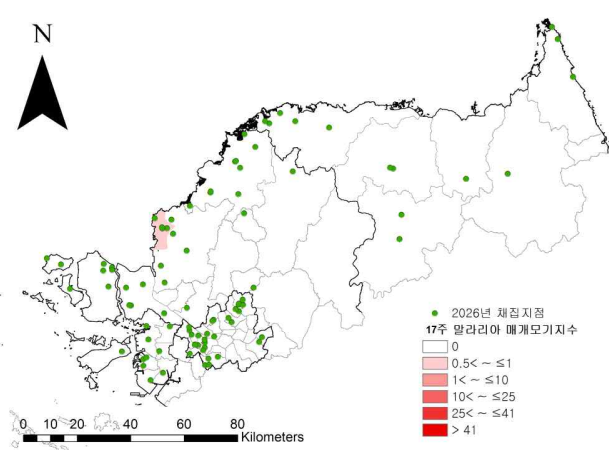 N
2026년 채집지점
17주 말라리아 매개모기지수
0
0.5< ~ ≤1
1< ~ ≤10
10< ~ ≤25
25< ~ ≤41
> 41
0 10 20 40 60 80
Kilometers